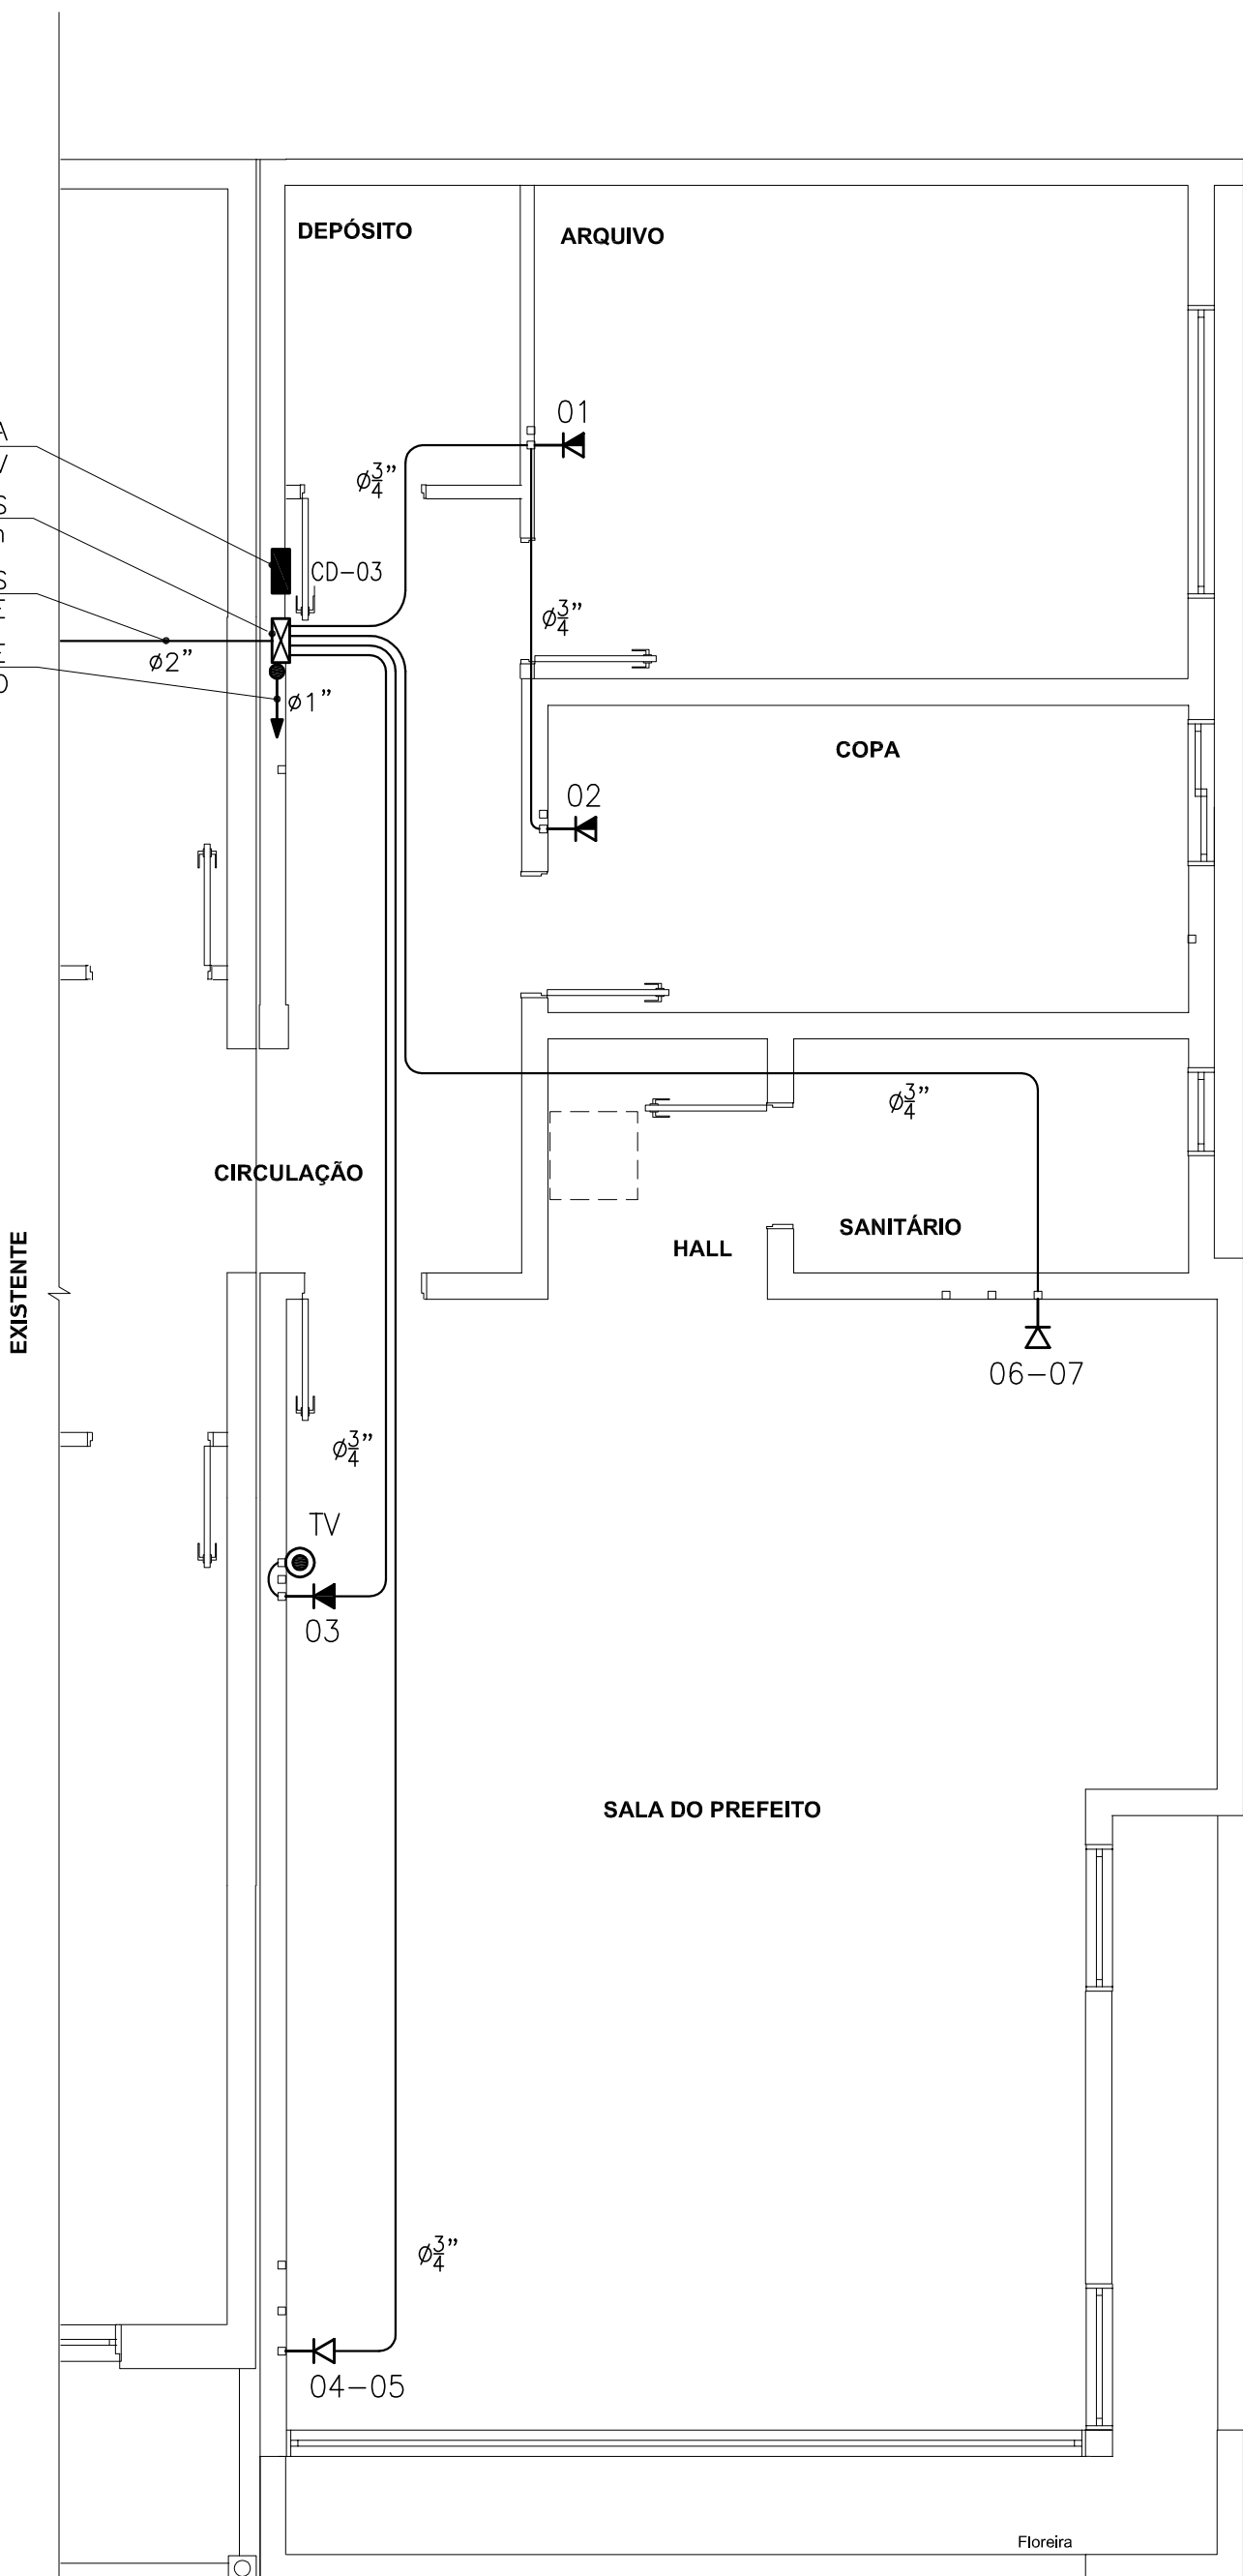 DEPÓSITO
ARQUIVO
01
A
V
ø3/4"
S
CD-03
S
ø3/4"
E
ø2"
O
ø1"
COPA
02
ø3/4"
CIRCULAÇÃO
SANITÁRIO
HALL
EXISTENTE
06-07
ø3/4"
TV
03
SALA DO PREFEITO
ø3/4"
04-05
Floreira